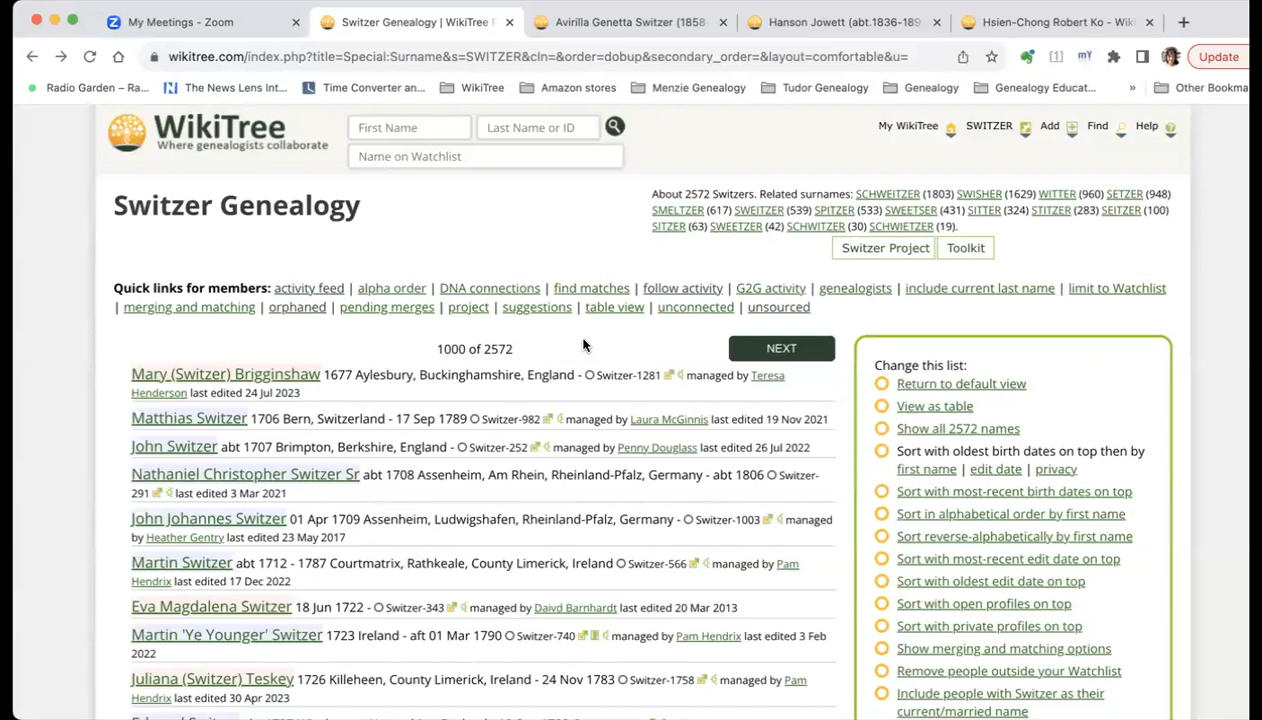 My Meetings - Zoom
Switzer Genealogy | WikiTree F
Avirilla Genetta Switzer (1858-
Hanson Jowett (abt.1836-189
Hsien-Chong Robert Ko - Wiki
wikitree.com/index.php?title=Special:Surname&s=SWITZER&cln=&order=dobup&secondary_order=&layout=comfortable&u=
Update
Radio Garden – Ra... The News Lens Int... Time Converter an... WikiTree Amazon stores Menzie Genealogy Tudor Genealogy Genealogy Genealogy Educat... » Other Bookma
WikiTree
Where genealogists collaborate
First Name Last Name or ID
Name on Watchlist
My WikiTree SWITZER Add Find Help
Switzer Genealogy
About 2572 Switzers. Related surnames: SCHWEITZER (1803) SWISHER (1629) WITTER (960) SETZER (948)
SMELTZER (617) SWEITZER (539) SPITZER (533) SWEETSER (431) SITTER (324) STITZER (283) SEITZER (100)
SITZER (63) SWEETZER (42) SCHWITZER (30) SCHWIETZER (19).
Switzer Project Toolkit
Quick links for members: activity feed | alpha order | DNA connections | find matches | follow activity | G2G activity | genealogists | include current last name | limit to Watchlist
| merging and matching | orphaned | pending merges | project | suggestions | table view | unconnected | unsourced
1000 of 2572
NEXT
Mary (Switzer) Brigginshaw 1677 Aylesbury, Buckinghamshire, England - Switzer-1281 managed by Teresa
Henderson last edited 24 Jul 2023
Matthias Switzer 1706 Bern, Switzerland - 17 Sep 1789 Switzer-982 managed by Laura McGinnis last edited 19 Nov 2021
John Switzer abt 1707 Brimpton, Berkshire, England - Switzer-252 managed by Penny Douglass last edited 26 Jul 2022
Nathaniel Christopher Switzer Sr abt 1708 Assenheim, Am Rhein, Rheinland-Pfalz, Germany - abt 1806 Switzer-
291 last edited 3 Mar 2021
John Johannes Switzer 01 Apr 1709 Assenheim, Ludwigshafen, Rheinland-Pfalz, Germany - Switzer-1003 managed
by Heather Gentry last edited 23 May 2017
Martin Switzer abt 1712 - 1787 Courtmatrix, Rathkeale, County Limerick, Ireland Switzer-566 managed by Pam
Hendrix last edited 17 Dec 2022
Eva Magdalena Switzer 18 Jun 1722 - Switzer-343 managed by Daivd Barnhardt last edited 20 Mar 2013
Martin 'Ye Younger' Switzer 1723 Ireland - aft 01 Mar 1790 Switzer-740 managed by Pam Hendrix last edited 3 Feb
2022
Juliana (Switzer) Teskey 1726 Killeheen, County Limerick, Ireland - 24 Nov 1783 Switzer-1758 managed by Pam
Hendrix last edited 30 Apr 2023
Change this list:
Return to default view
View as table
Show all 2572 names
Sort with oldest birth dates on top then by
first name | edit date | privacy
Sort with most-recent birth dates on top
Sort in alphabetical order by first name
Sort reverse-alphabetically by first name
Sort with most-recent edit date on top
Sort with oldest edit date on top
Sort with open profiles on top
Sort with private profiles on top
Show merging and matching options
Remove people outside your Watchlist
Include people with Switzer as their
current/married name